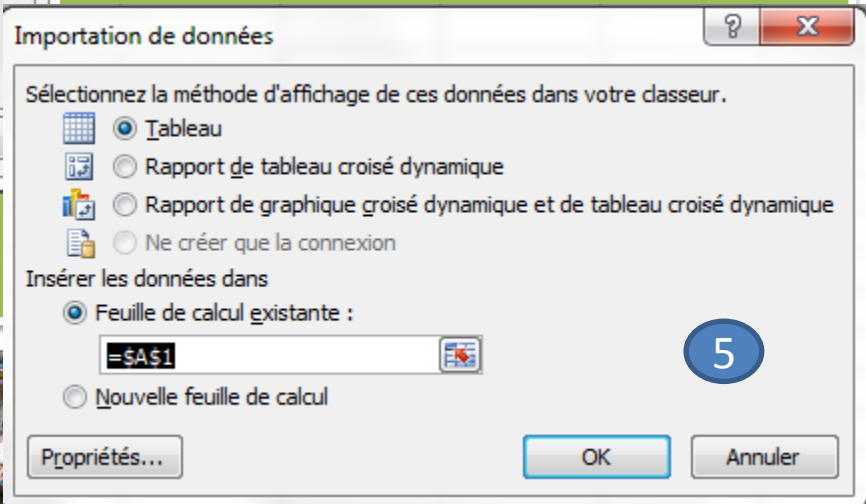 Importation de données
?
Sélectionnez la méthode d'affichage de ces données dans votre classeur.
Tableau
Rapport de tableau croisé dynamique
Rapport de graphique croisé dynamique et de tableau croisé dynamique
Ne créer que la connexion
Insérer les données dans
Feuille de calcul existante :
=$A$1
5
Nouvelle feuille de calcul
Propriétés... OK Annuler